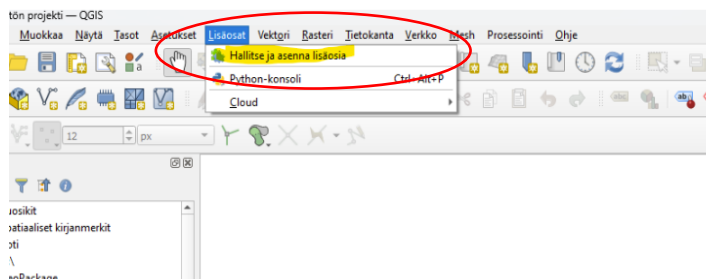 tön projekti — QGIS
Muokkaa Näytä Tasot Asetukset Lisäosat Vektori Rasteri Tietokanta Verkko Mesh Prosessointi Ohje
Hallitse ja asenna lisäosia
Python-konsoli Ctrl+Alt+P
Cloud
12 px
uosikit
patiaaliset kirjanmerkit
oti
:\
eoPackage